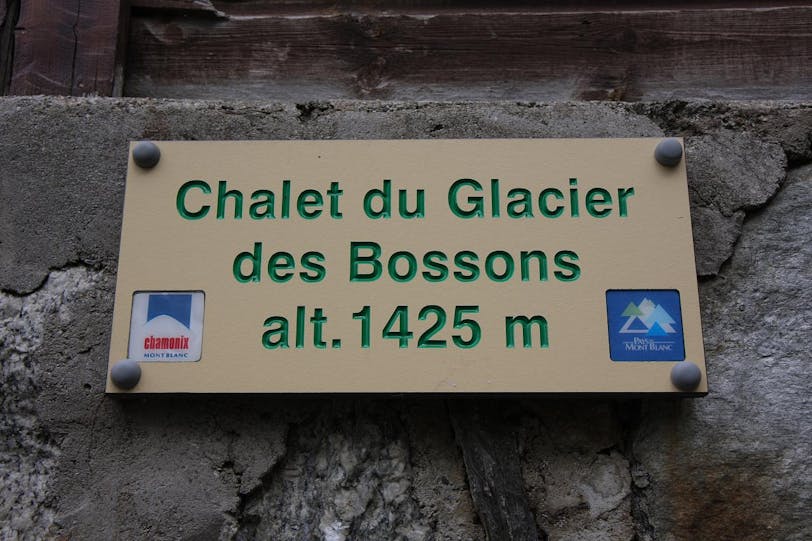 Chalet du Glacier
des Bossons
alt. 1425 m
chamonix
MONT BLANC
PAYS DU
MONT BLANC